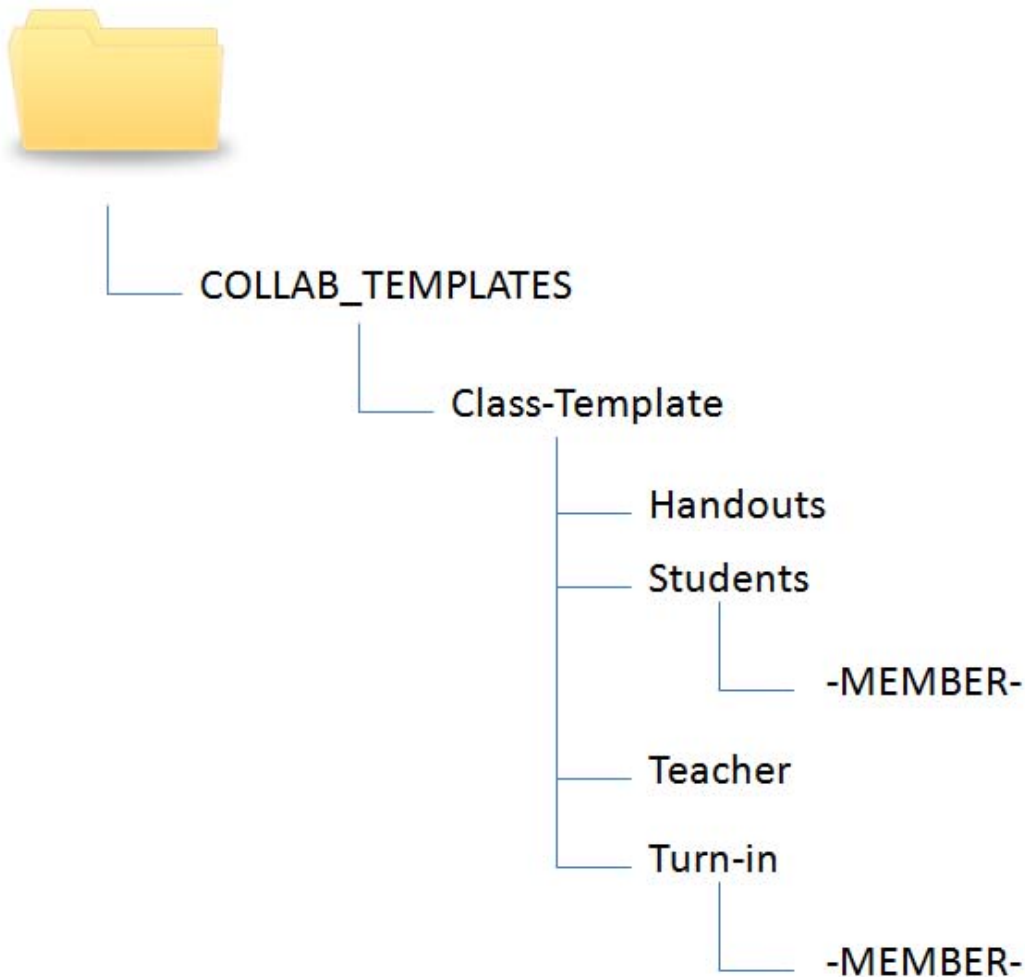 COLLAB_TEMPLATES
Class-Template
Handouts
Students
-MEMBER-
Teacher
Turn-in
-MEMBER-